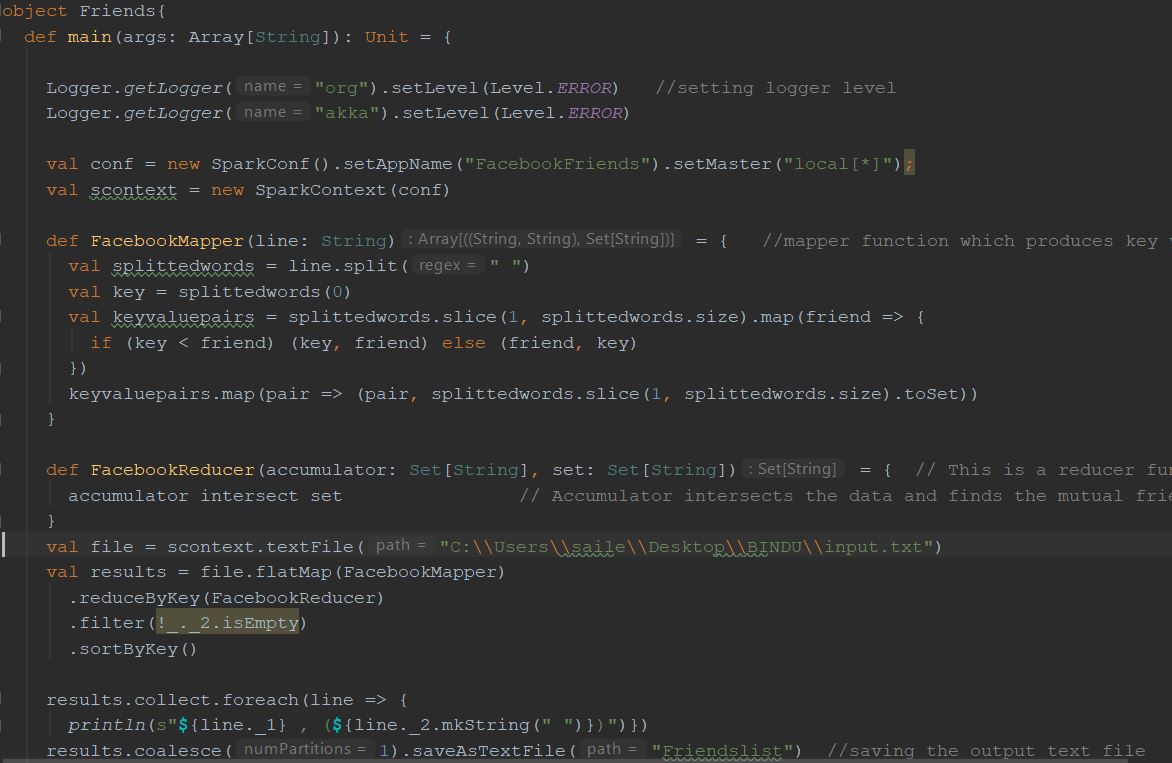 object Friends{
def main(args: Array[String]): Unit = {
Logger.getLogger( name = "org").setLevel(Level.ERROR) //setting logger level
Logger.getLogger( name = "akka").setLevel(Level.ERROR)
val conf = new SparkConf().setAppName("FacebookFriends").setMaster("local[*]");
val scontext = new SparkContext(conf)
def FacebookMapper(line: String) : Array[((String, String), Set[String])] = { //mapper function which produces key
val splittedwords = line.split( regex = " ")
val key = splittedwords(0)
val keyvaluepairs = splittedwords.slice(1, splittedwords.size).map(friend => {
if (key < friend) (key, friend) else (friend, key)
})
keyvaluepairs.map(pair => (pair, splittedwords.slice(1, splittedwords.size).toSet))
}
def FacebookReducer(accumulator: Set[String], set: Set[String]) : Set[String] = { // This is a reducer
accumulator intersect set // Accumulator intersects the data and finds the mutual
}
val file = scontext.textFile( path = "C:\\Users\\saile\\Desktop\\BINDU\\input.txt")
val results = file.flatMap(FacebookMapper)
.reduceByKey(FacebookReducer)
.filter(!_._2.isEmpty)
.sortByKey()
results.collect.foreach(line => {
println(s"${line._1} , (${line._2.mkString(" ")})")})
results.coalesce( numPartitions = 1).saveAsTextFile( path = "Friendslist") //saving the output text file